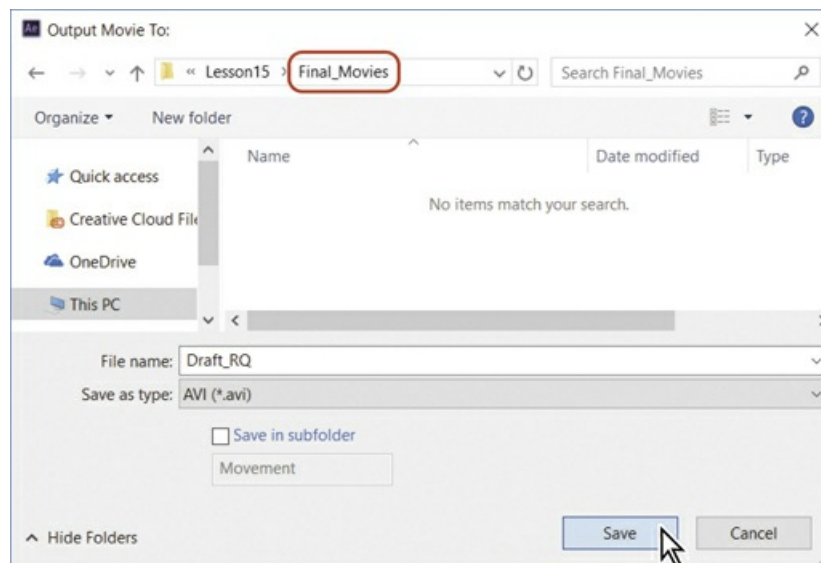 Ae Output Movie To:
« Lesson15 › Final_Movies Search Final_Movies
Organize New folder ?
Name Date modified Type
Quick access
No items match your search.
Creative Cloud File
OneDrive
This PC
File name: Draft_RQ
Save as type: AVI (*.avi)
Save in subfolder
Movement
Hide Folders Save Cancel